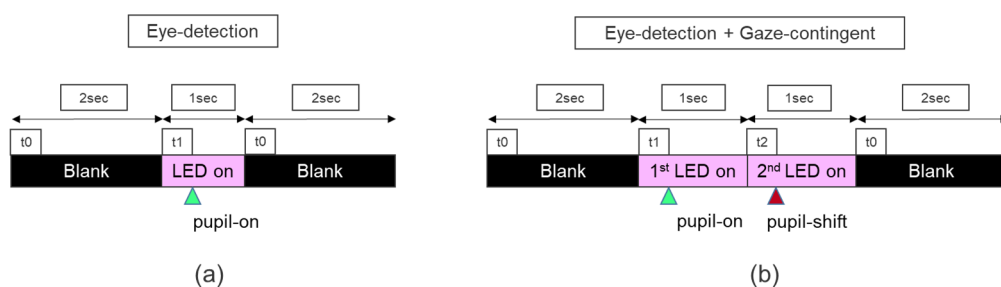 Eye-detection
2sec 1sec 2sec
t0 t1 t0
Blank LED on Blank
pupil-on
(a)
Eye-detection + Gaze-contingent
2sec 1sec 1sec 2sec
t0 t1 t2 t0
Blank 1st LED on 2nd LED on Blank
pupil-on pupil-shift
(b)